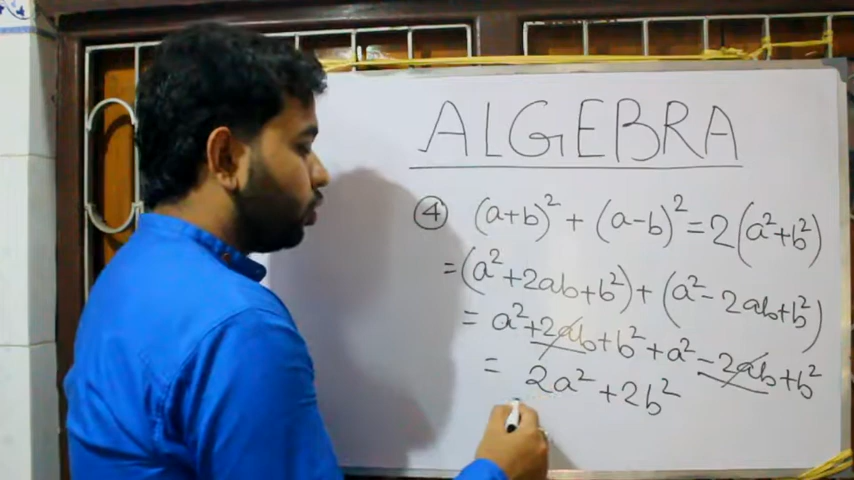 ALGEBRA
④ (a+b)² + (a-b)² = 2(a²+b²)
= (a²+2ab+b²) + (a²-2ab+b²)
= a²+2ab+b²+a²-2ab+b²
= 2a²+2b²